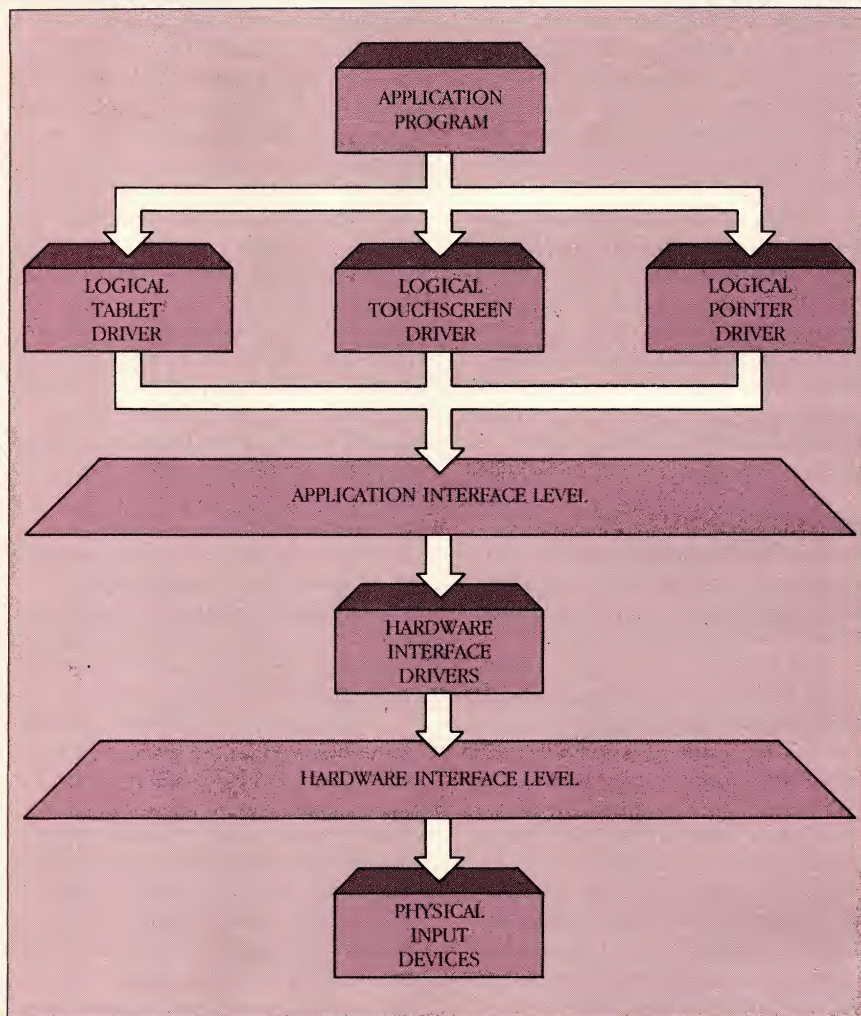 APPLICATION
PROGRAM
LOGICAL
TABLET
DRIVER
LOGICAL
TOUCHSCREEN
DRIVER
LOGICAL
POINTER
DRIVER
APPLICATION INTERFACE LEVEL
HARDWARE
INTERFACE
DRIVERS
HARDWARE INTERFACE LEVEL
PHYSICAL
INPUT
DEVICES